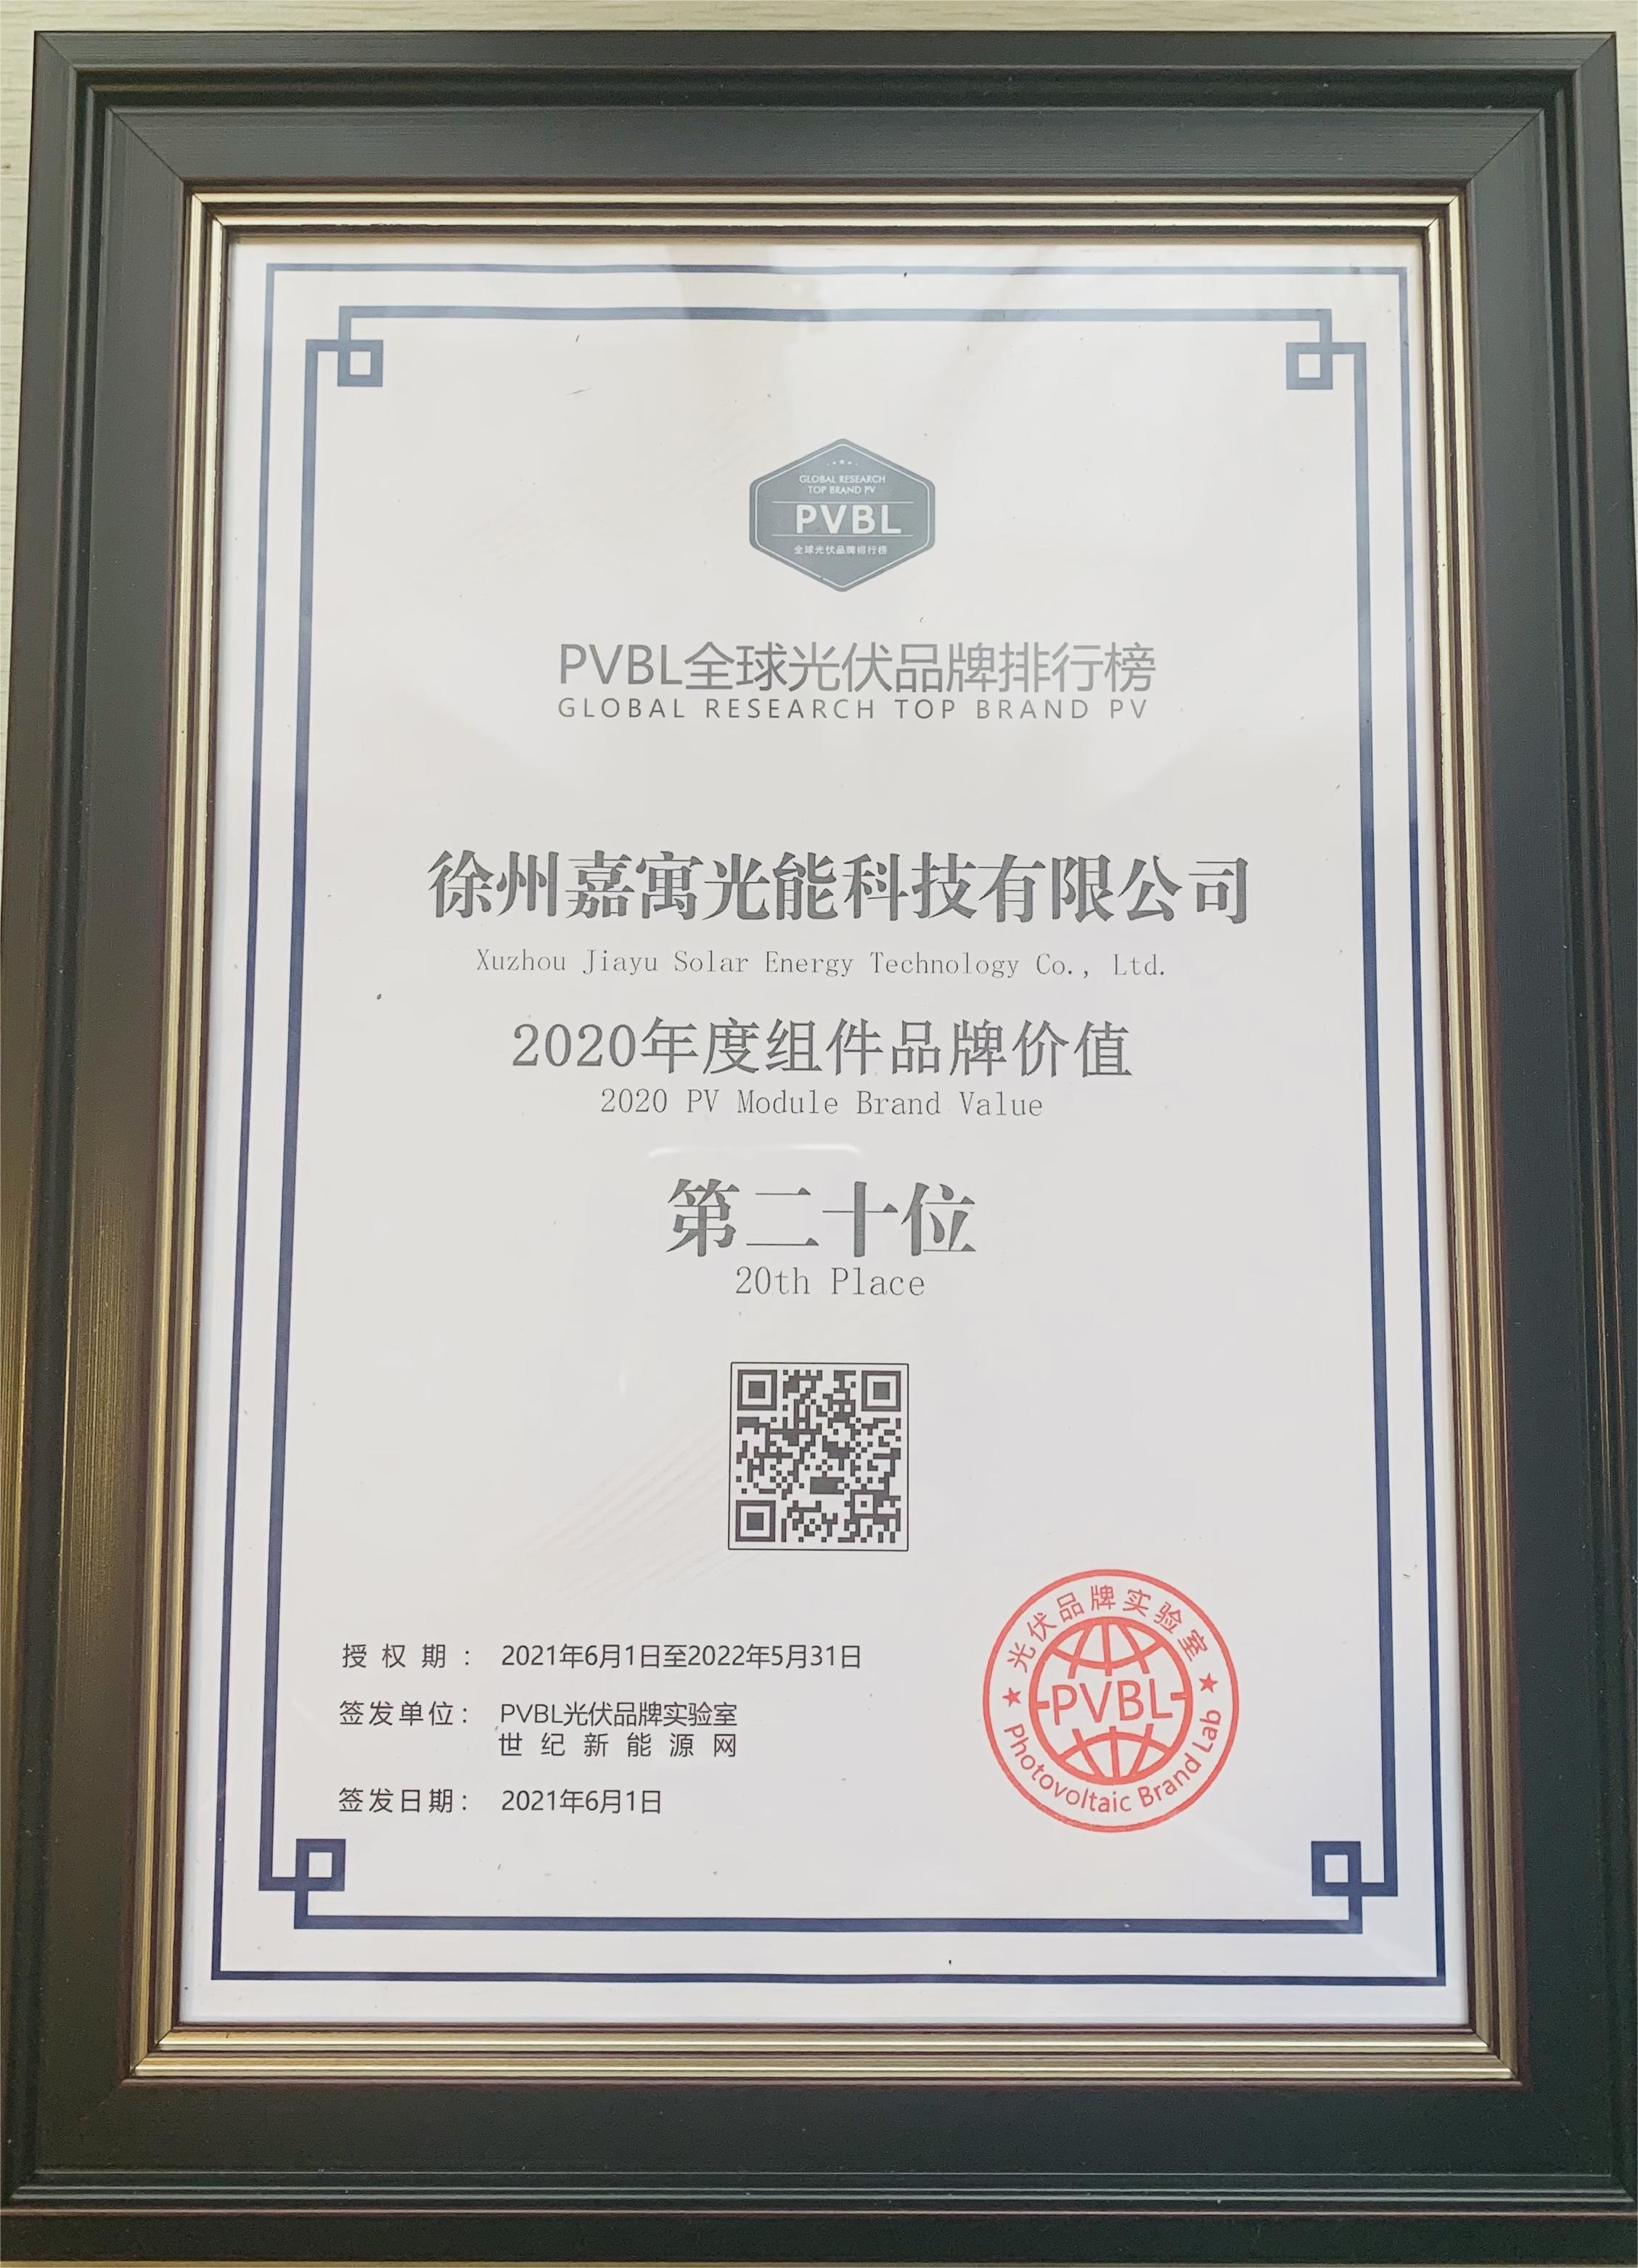 GLOBAL RESEARCH
TOP BRAND PV
PVBL
全球光伏品牌排行榜
PVBL全球光伏品牌排行榜
GLOBAL RESEARCH TOP BRAND PV
徐州嘉寓光能科技有限公司
Xuzhou Jiayu Solar Energy Technology Co., Ltd.
2020年度组件品牌价值
2020 PV Module Brand Value
第二十位
20th Place
授权期： 2021年6月1日至2022年5月31日
签发单位： PVBL光伏品牌实验室
世纪新能源网
签发日期： 2021年6月1日
光伏品牌实验室
PVBL
Photovoltaic Brand Lab